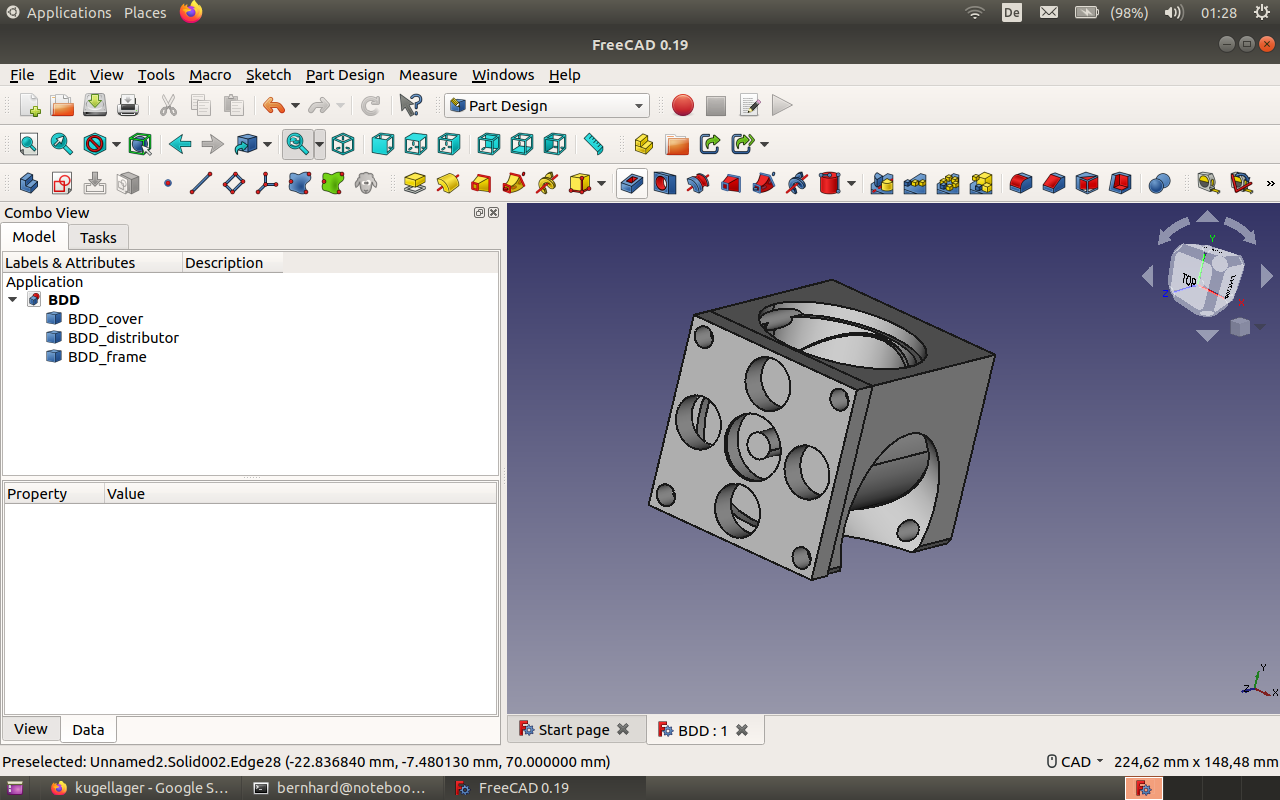 Applications Places De (98%) 01:28
FreeCAD 0.19
File Edit View Tools Macro Sketch Part Design Measure Windows Help
Part Design
Combo View
Model Tasks
Labels & Attributes Description
Application
BDD
BDD_cover
BDD_distributor
BDD_frame
Y
TOP
Z
Property Value
Y
Z X
View Data
Start page BDD : 1
Preselected: Unnamed2.Solid002.Edge28 (-22.836840 mm, -7.480130 mm, 70.000000 mm) CAD 224,62 mm x 148,48 mm
kugellager - Google S... bernhard@noteboo... FreeCAD 0.19